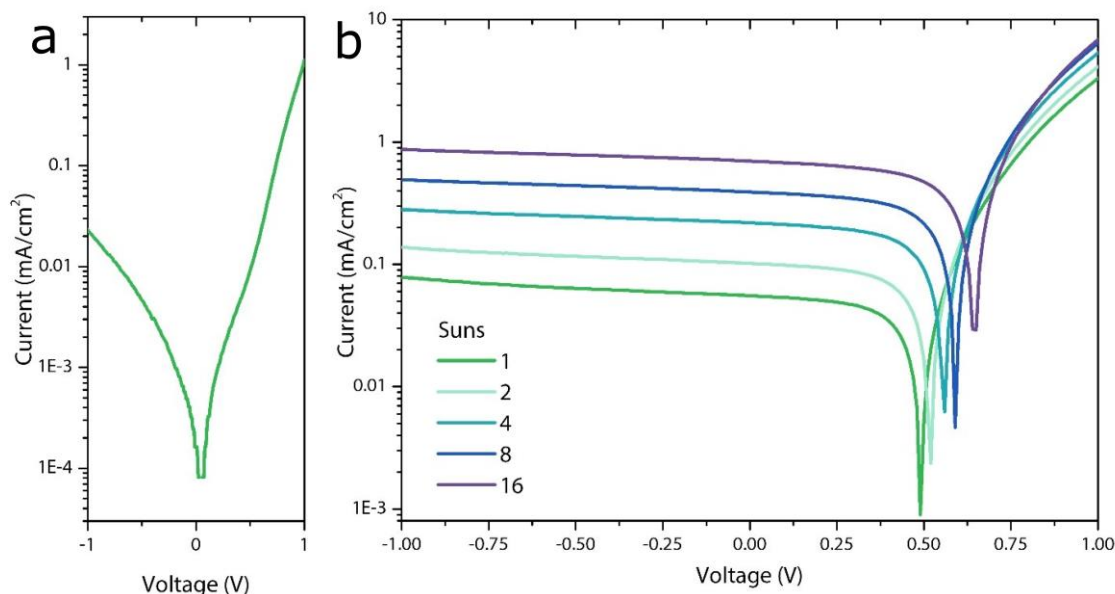 a
1
0.1
0.01
1E-3
1E-4
Current (mA/cm²)
-1 0 1
Voltage (V)
b
10
1
0.1
0.01
1E-3
Current (mA/cm²)
Suns
1
2
4
8
16
-1.00 -0.75 -0.50 -0.25 0.00 0.25 0.50 0.75 1.00
Voltage (V)